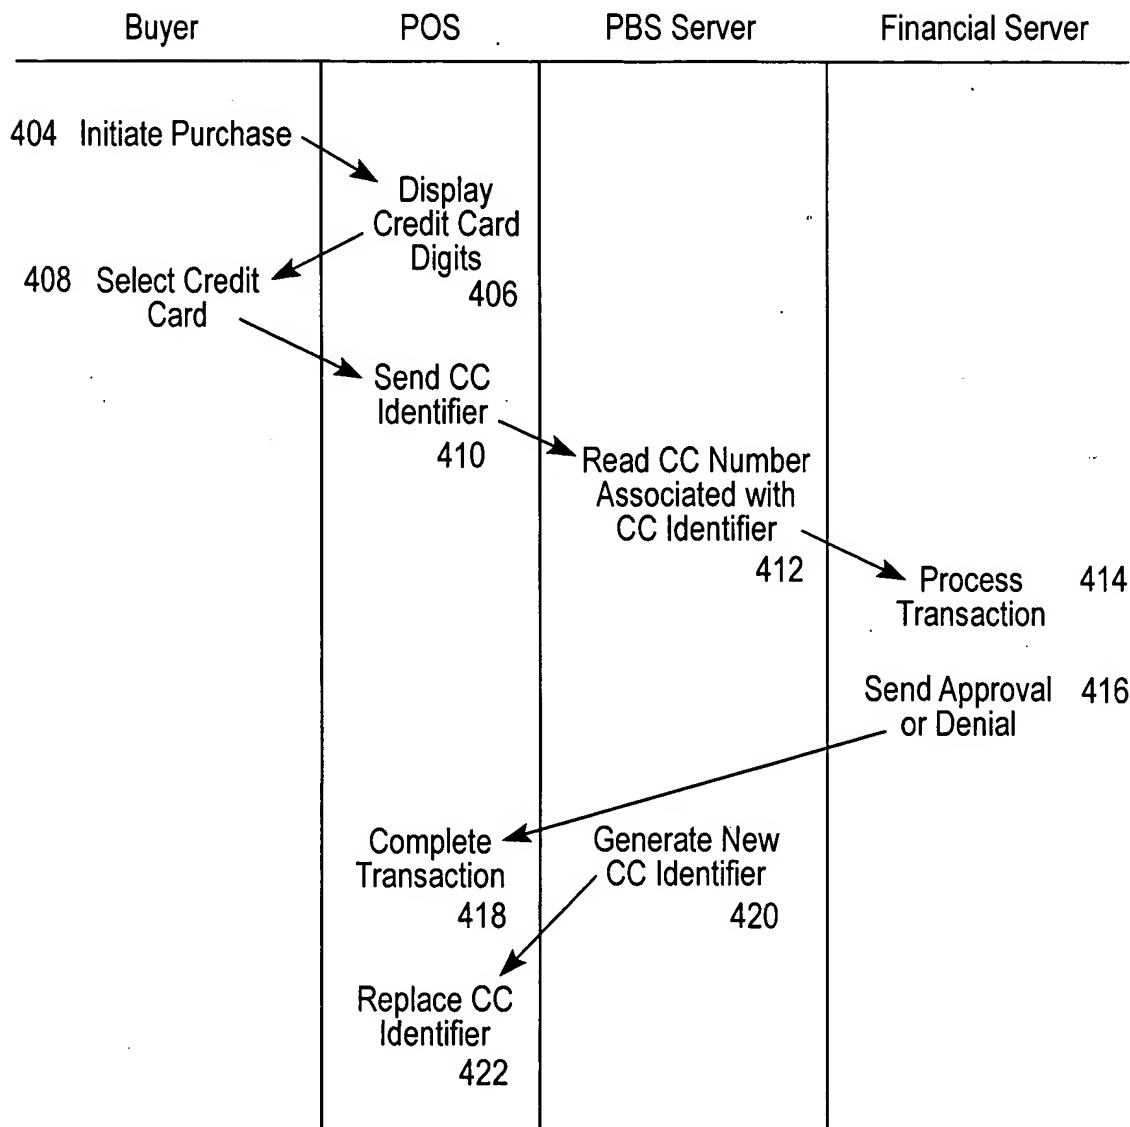 Buyer
POS
PBS Server
Financial Server
404 Initiate Purchase
Display
Credit Card
Digits
406
408 Select Credit
Card
Send CC
Identifier
410
Read CC Number
Associated with
CC Identifier
412
Process 414
Transaction
Send Approval 416
or Denial
Complete
Transaction
418
Generate New
CC Identifier
420
Replace CC
Identifier
422